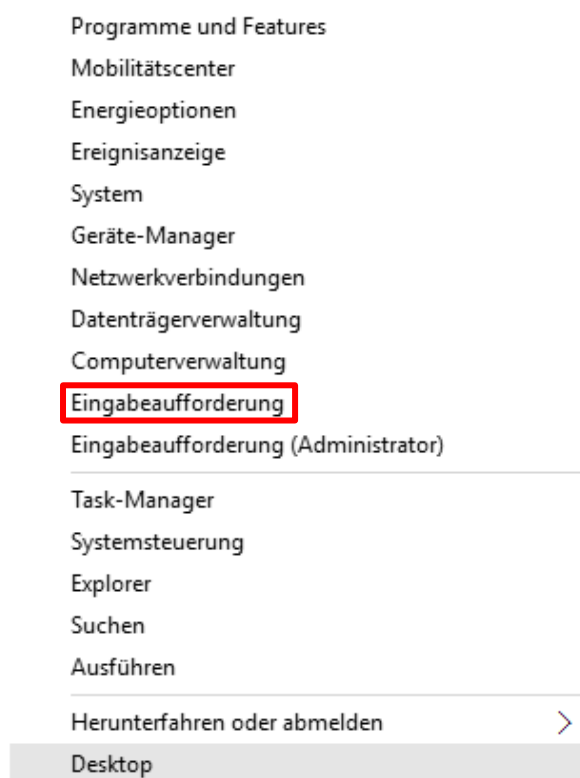 Programme und Features
Mobilitätscenter
Energieoptionen
Ereignisanzeige
System
Geräte-Manager
Netzwerkverbindungen
Datenträgerverwaltung
Computerverwaltung
Eingabeaufforderung
Eingabeaufforderung (Administrator)
Task-Manager
Systemsteuerung
Explorer
Suchen
Ausführen
Herunterfahren oder abmelden
Desktop